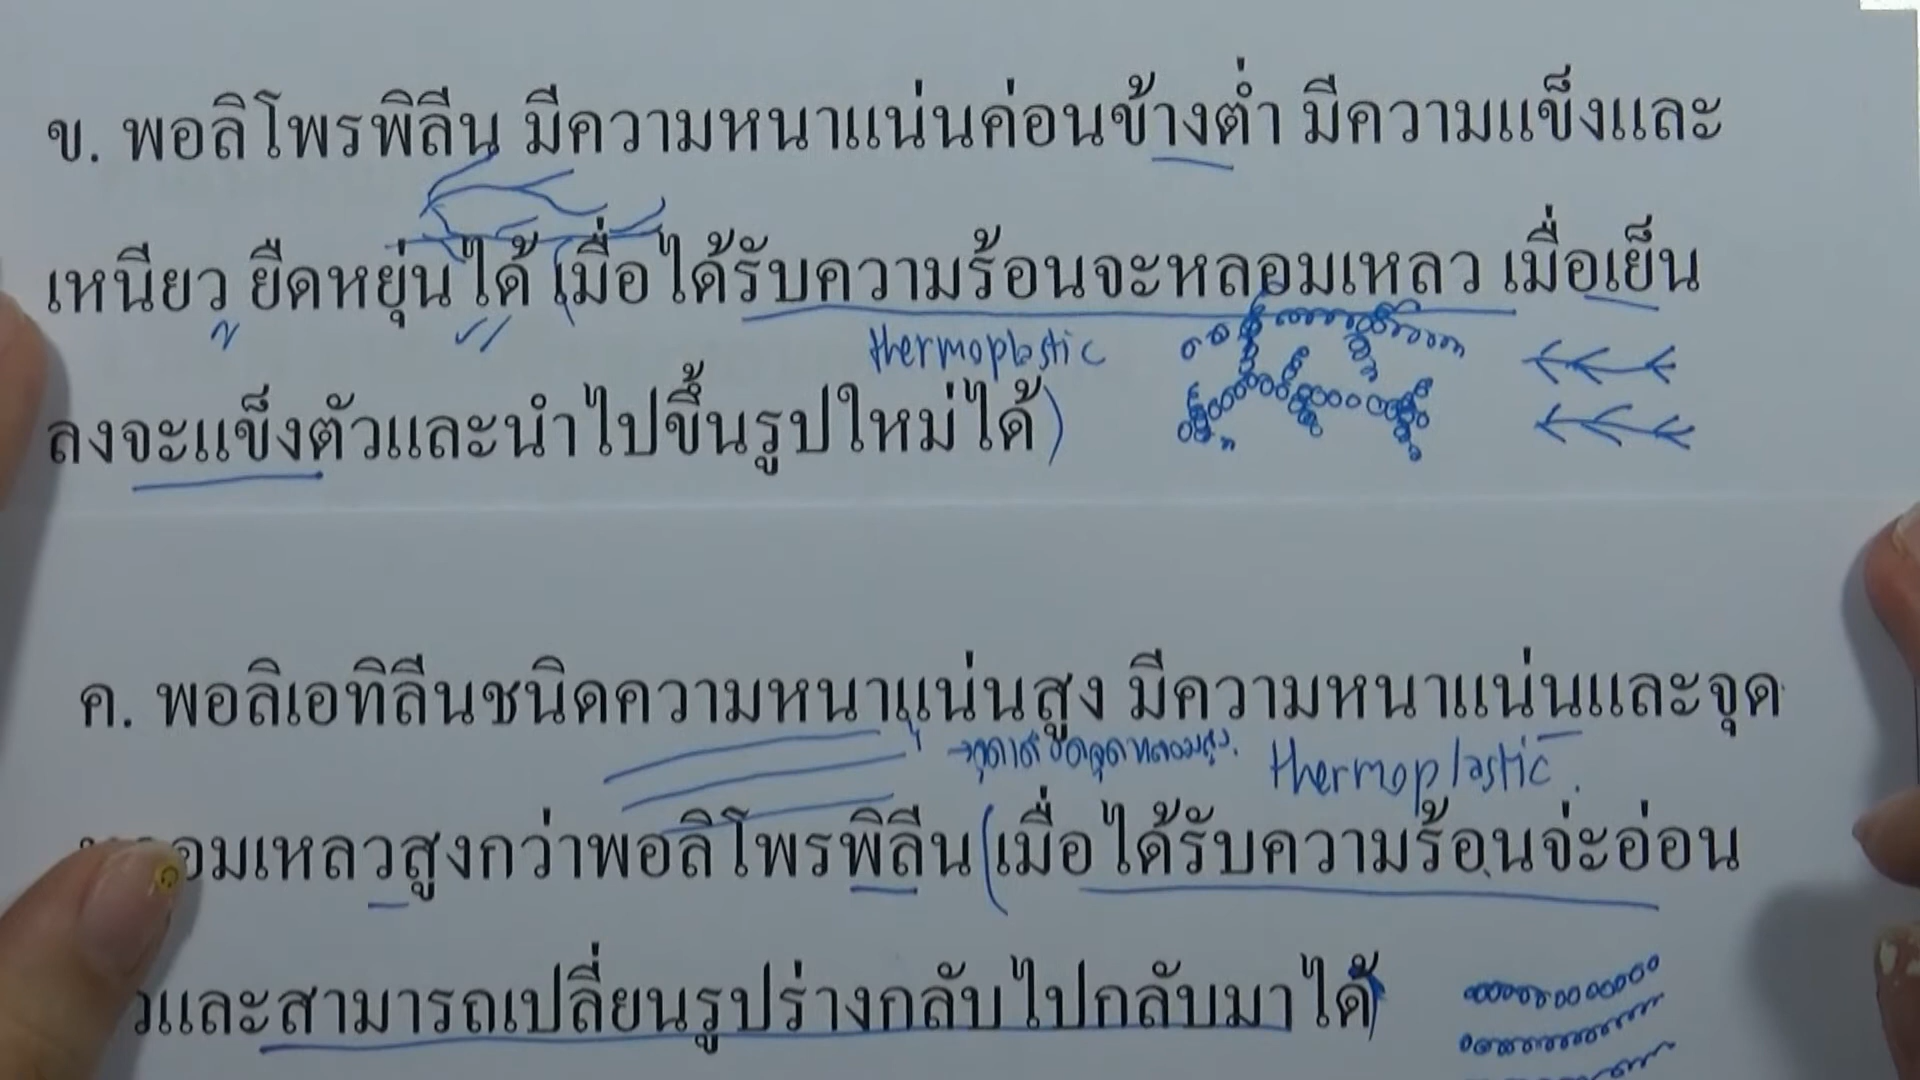 ข. พอลิโพรพิลีน มีความหนาแน่นค่อนข้างต่ำ มีความแข็งและ
เหนียว ยืดหยุ่นได้ (เมื่อได้รับความร้อนจะหลอมเหลว เมื่อเย็น
thermoplastic
ลงจะแข็งตัวและนำไปขึ้นรูปใหม่ได้)
ค. พอลิเอทิลีนชนิดความหนาแน่นสูง มีความหนาแน่นและจุด
thermoplastic
อมเหลวสูงกว่าพอลิโพรพิลีน (เมื่อได้รับความร้อนจะอ่อน
วและสามารถเปลี่ยนรูปร่างกลับไปกลับมาได้)